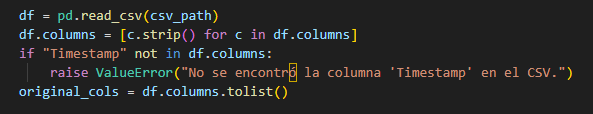 df = pd.read_csv(csv_path)
df.columns = [c.strip() for c in df.columns]
if "Timestamp" not in df.columns:
    raise ValueError("No se encontró la columna 'Timestamp' en el CSV.")
original_cols = df.columns.tolist()